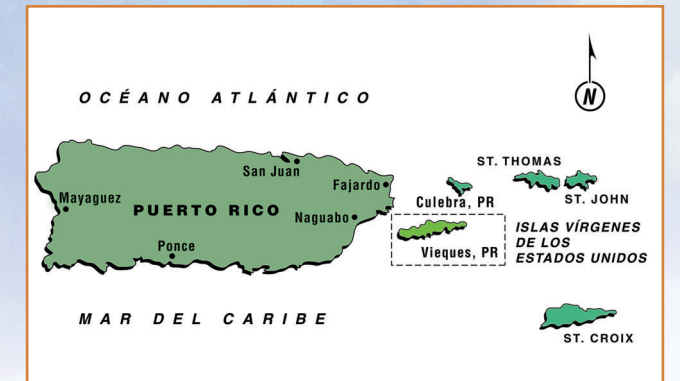 OCÉANO ATLÁNTICO
N
San Juan
ST. THOMAS
Fajardo
Mayaguez
PUERTO RICO
Culebra, PR
ST. JOHN
Naguabo
ISLAS VÍRGENES
DE LOS
ESTADOS UNIDOS
Ponce
Vieques, PR
MAR DEL CARIBE
ST. CROIX